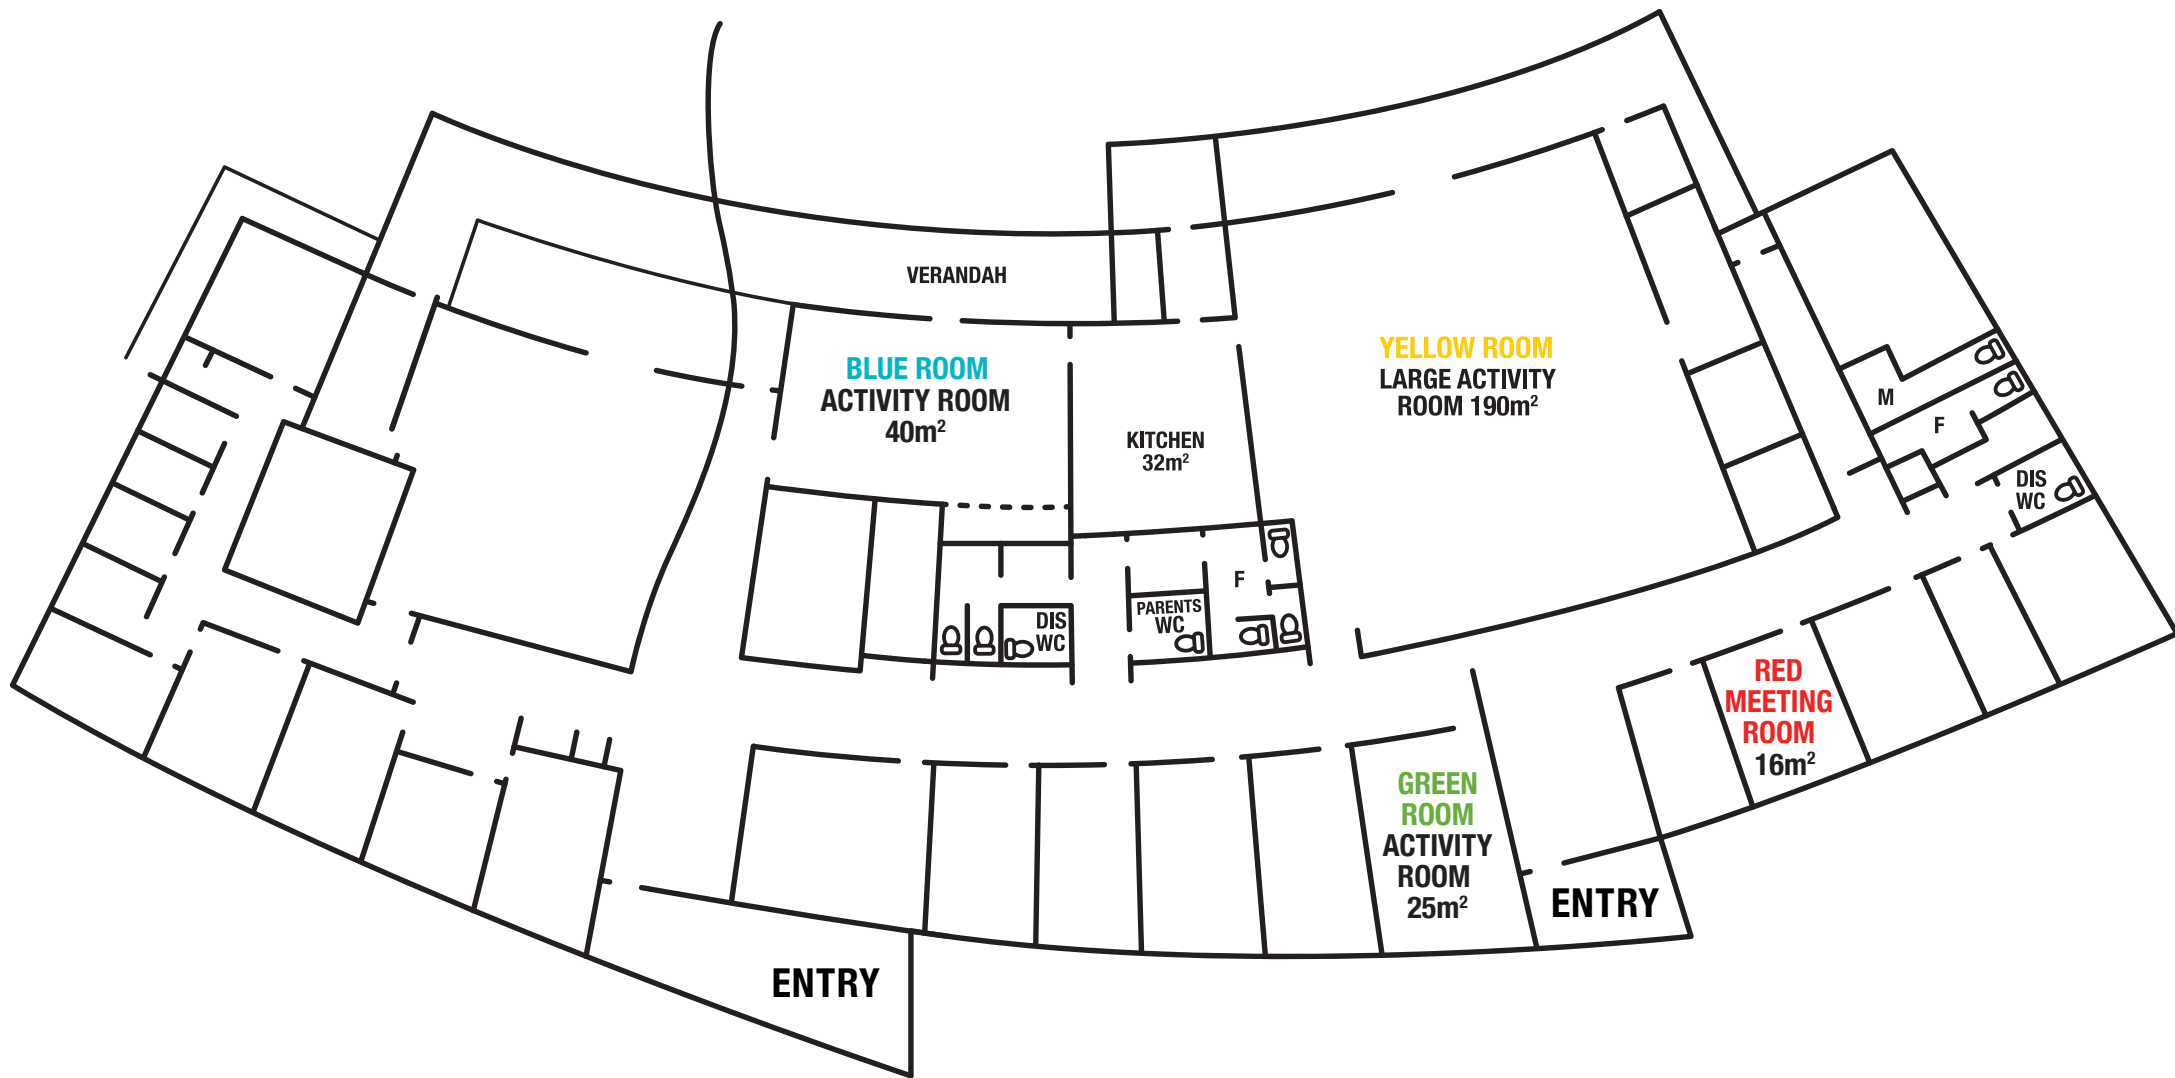 VERANDAH
BLUE ROOM
ACTIVITY ROOM
40m²
KITCHEN
32m²
YELLOW ROOM
LARGE ACTIVITY
ROOM 190m²
M
F
DIS
WC
DIS
WC
PARENTS
WC
F
RED
MEETING
ROOM
16m²
GREEN
ROOM
ACTIVITY
ROOM
25m²
ENTRY
ENTRY